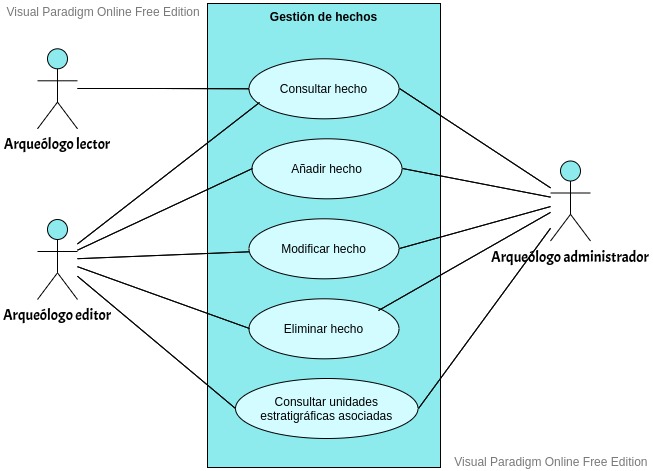 Visual Paradigm Online Free Edition
Gestión de hechos
Consultar hecho
Arqueólogo lector
Añadir hecho
Modificar hecho
Arqueólogo administrador
Arqueólogo editor
Eliminar hecho
Consultar unidades
estratigráficas asociadas
Visual Paradigm Online Free Edition